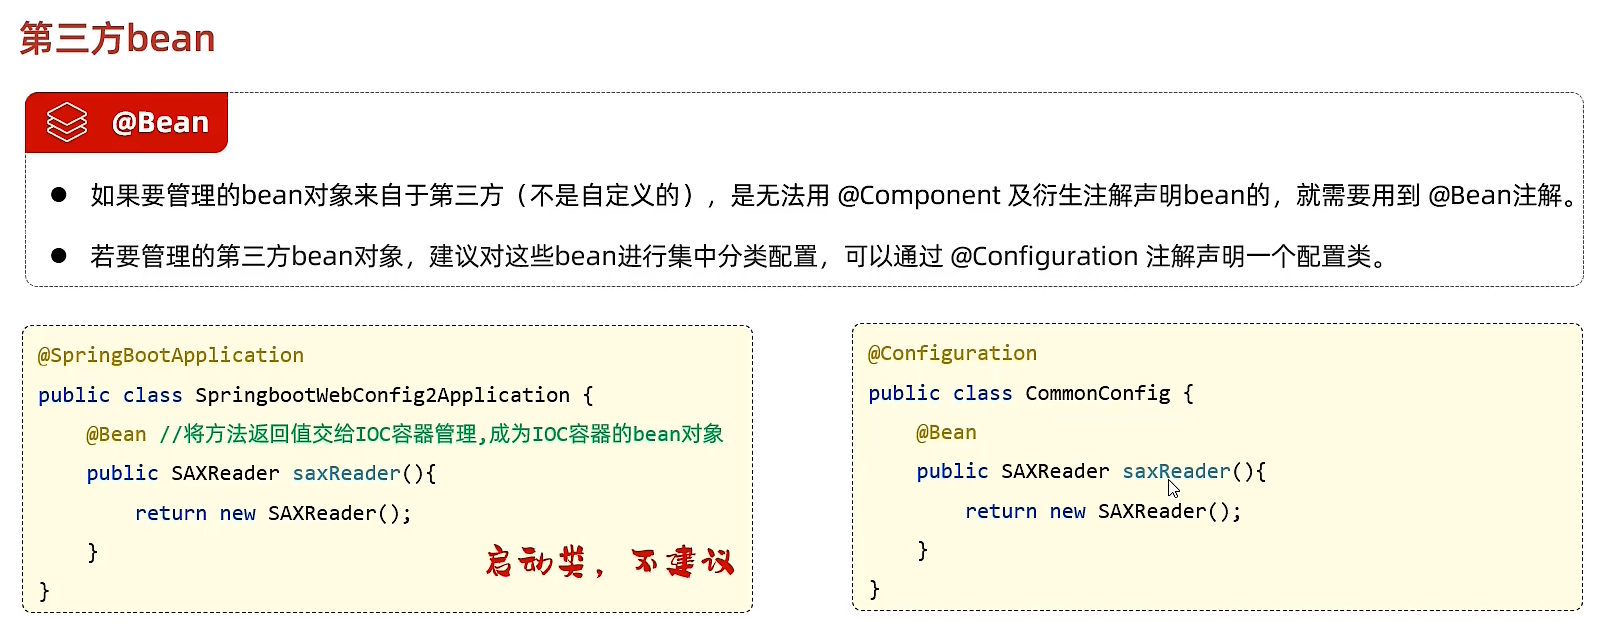 第三方bean
@Bean
● 如果要管理的bean对象来自于第三方（不是自定义的），是无法用 @Component 及衍生注解声明bean的，就需要用到 @Bean注解。
● 若要管理的第三方bean对象，建议对这些bean进行集中分类配置，可以通过 @Configuration 注解声明一个配置类。
@SpringBootApplication
public class SpringbootWebConfig2Application {
    @Bean //将方法返回值交给IOC容器管理,成为IOC容器的bean对象
    public SAXReader saxReader(){
        return new SAXReader();
    }
}
启动类，不建议
@Configuration
public class CommonConfig {
    @Bean
    public SAXReader saxReader(){
        return new SAXReader();
    }
}